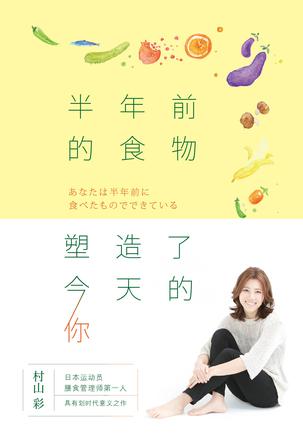 半年前
的食物
あなたは半年前に
食べたものでできている
塑造了
今天的
你
村山彩
日本运动员
膳食管理师第一人
具有划时代意义之作